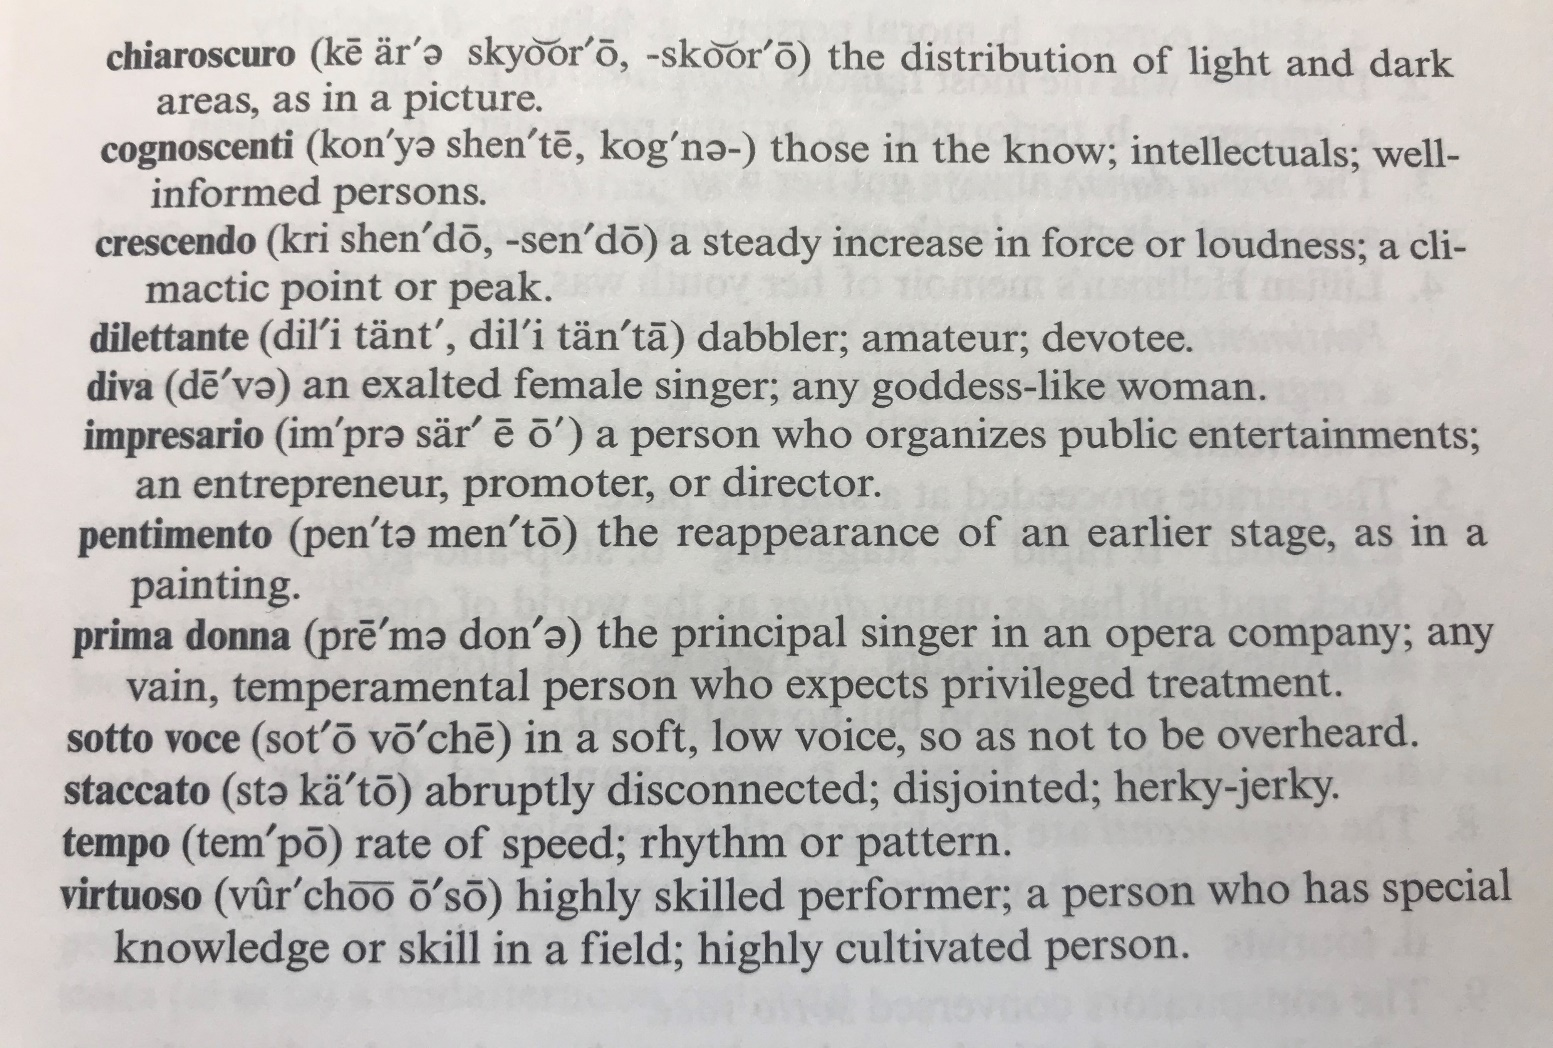 chiaroscuro (kē är′ə skyo͝or′ō, -sko͝or′ō) the distribution of light and dark
areas, as in a picture.
cognoscenti (kon′yə shen′tē, kog′nə-) those in the know; intellectuals; well-
informed persons.
crescendo (kri shen′dō, -sen′dō) a steady increase in force or loudness; a cli-
mactic point or peak.
dilettante (dil′i tänt′, dil′i tän′tā) dabbler; amateur; devotee.
diva (dē′və) an exalted female singer; any goddess-like woman.
impresario (im′prə sär′ ē ō′) a person who organizes public entertainments;
an entrepreneur, promoter, or director.
pentimento (pen′tə men′tō) the reappearance of an earlier stage, as in a
painting.
prima donna (prē′mə don′ə) the principal singer in an opera company; any
vain, temperamental person who expects privileged treatment.
sotto voce (sot′ō vō′chē) in a soft, low voice, so as not to be overheard.
staccato (stə kä′tō) abruptly disconnected; disjointed; herky-jerky.
tempo (tem′pō) rate of speed; rhythm or pattern.
virtuoso (vûr′cho͞o ō′sō) highly skilled performer; a person who has special
knowledge or skill in a field; highly cultivated person.